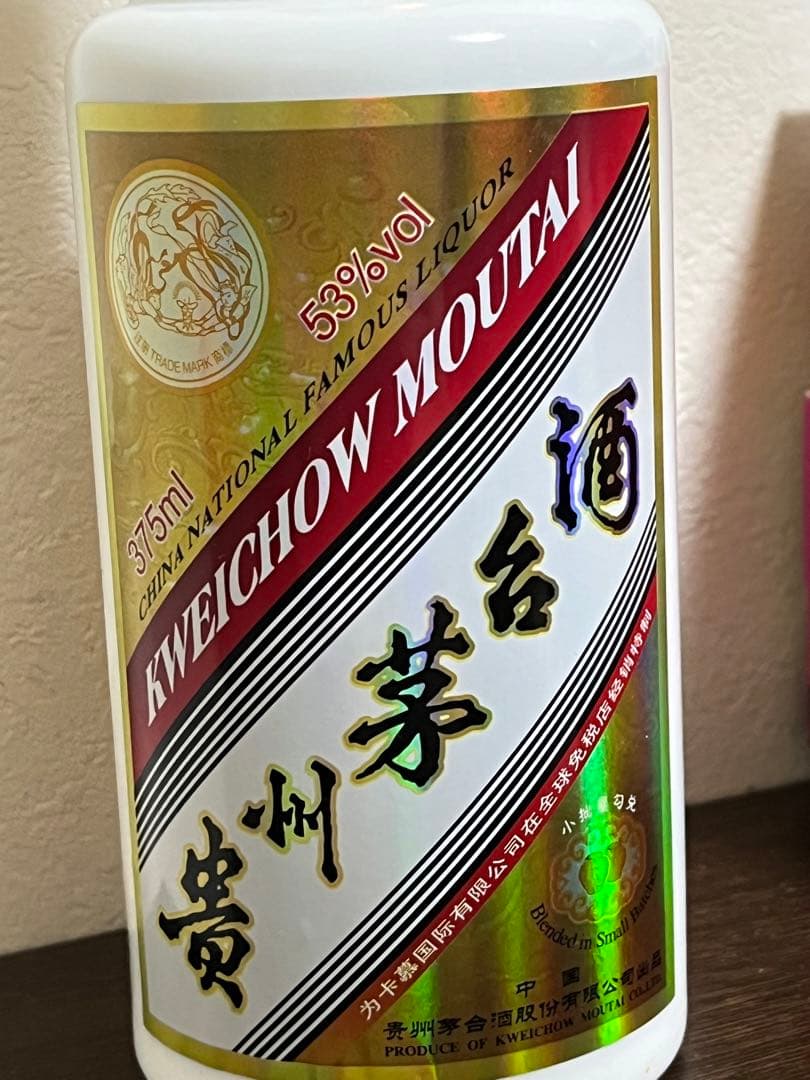 53%vol
TRADE MARK
375ml
CHINA NATIONAL FAMOUS LIQUOR
KWEICHOW MOUTAI
贵州茅台酒
为卡慕国际有限公司在全球免税店经销特制
小批量勾兑
Blended in Small Batches
中国
贵州茅台酒股份有限公司出品
PRODUCE OF KWEICHOW MOUTAI CO.,LTD.